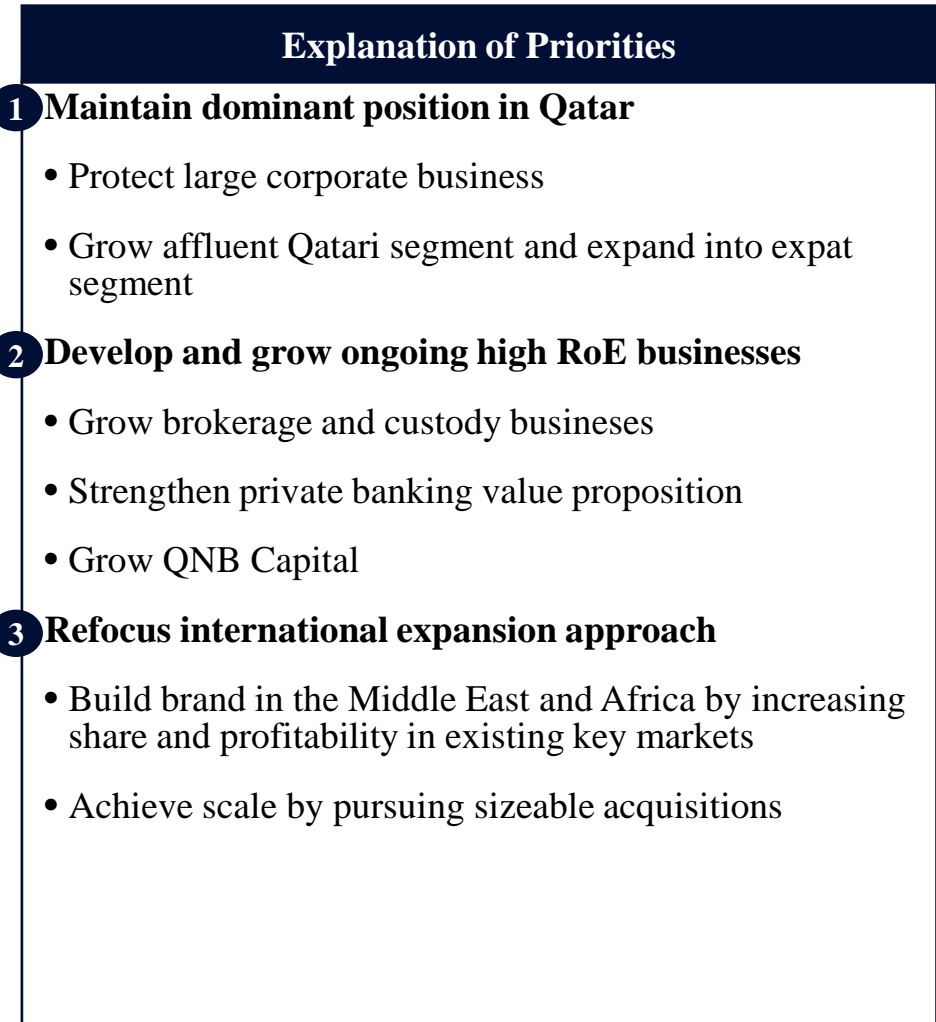 Explanation of Priorities
1 Maintain dominant position in Qatar
• Protect large corporate business
• Grow affluent Qatari segment and expand into expat
segment
2 Develop and grow ongoing high RoE businesses
• Grow brokerage and custody busineses
• Strengthen private banking value proposition
• Grow QNB Capital
3 Refocus international expansion approach
• Build brand in the Middle East and Africa by increasing
share and profitability in existing key markets
• Achieve scale by pursuing sizeable acquisitions